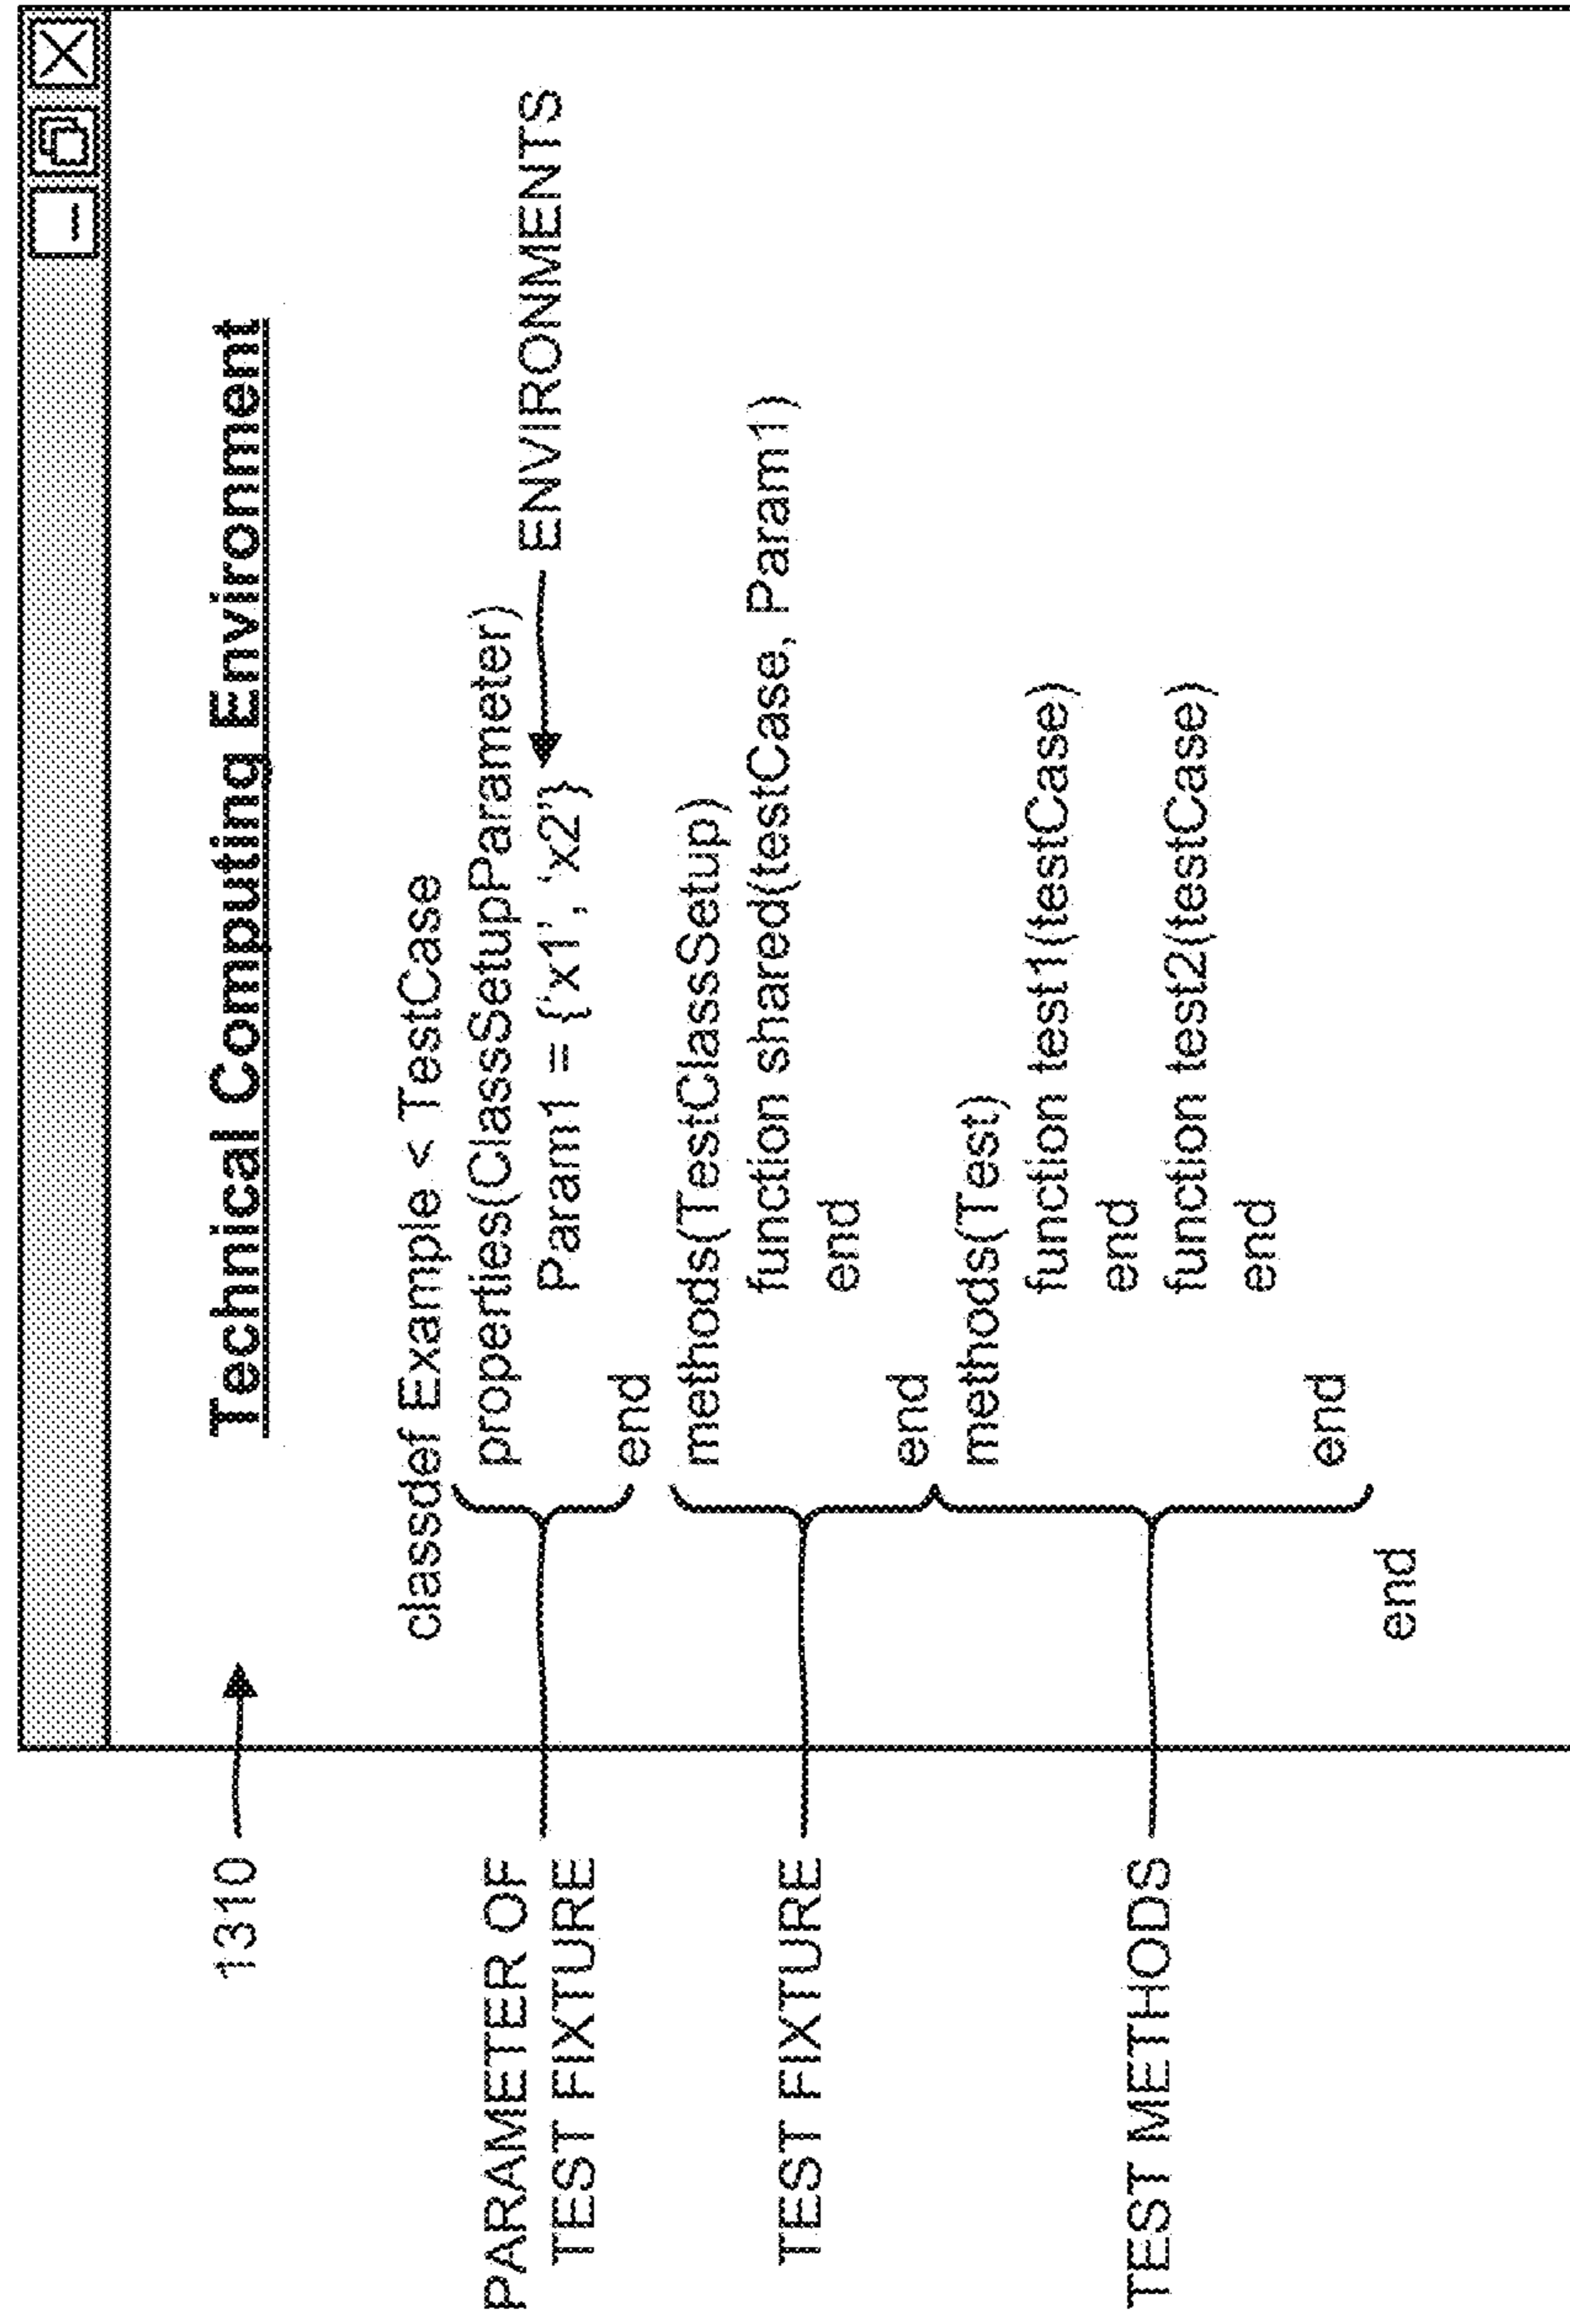 Technical Computing Environment
1310
classdef Example < TestCase
PARAMETER OF
TEST FIXTURE
properties(ClassSetupParameter)
Param1 = {'x1', 'x2'}
ENVIRONMENTS
end
TEST FIXTURE
methods(TestClassSetup)
function shared(testCase, Param1)
end
end
TEST METHODS
methods(Test)
function test1(testCase)
end
function test2(testCase)
end
end
end